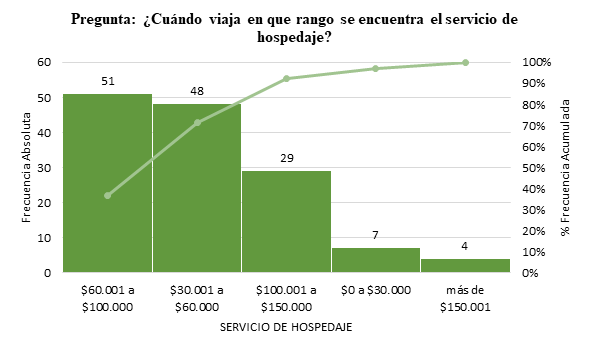 Pregunta: ¿Cuándo viaja en que rango se encuentra el servicio de
hospedaje?
60
50
40
30
20
10
0
Frecuencia Absoluta
51
48
29
7
4
100%
90%
80%
70%
60%
50%
40%
30%
20%
10%
0%
% Frecuencia Acumulada
$60.001 a
$100.000
$30.001 a
$60.000
$100.001 a
$150.000
$0 a $30.000
más de
$150.001
SERVICIO DE HOSPEDAJE